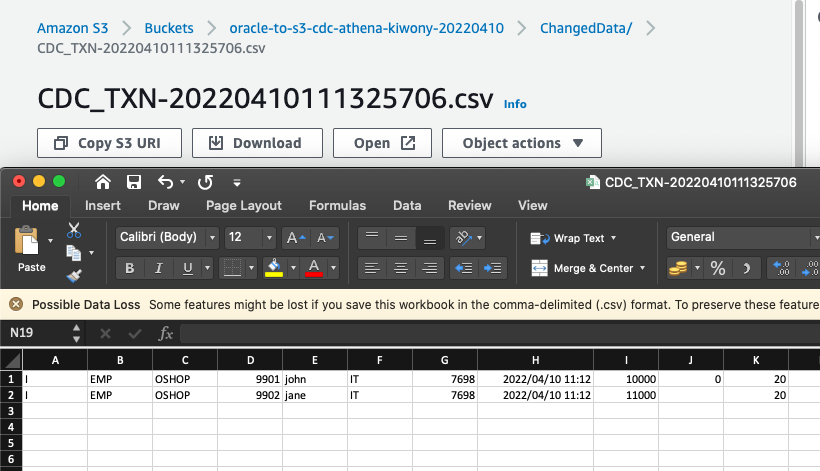 Amazon S3 > Buckets > oracle-to-s3-cdc-athena-kiwony-20220410 > ChangedData/ >
CDC_TXN-20220410111325706.csv
CDC_TXN-20220410111325706.csv Info
Copy S3 URI Download Open Object actions
CDC_TXN-20220410111325706
Home Insert Draw Page Layout Formulas Data Review View
Paste Calibri (Body) 12 A A Wrap Text General
B I U A Merge & Center % .0 .00 .00
Possible Data Loss Some features might be lost if you save this workbook in the comma-delimited (.csv) format. To preserve these feature
N19 fx
A B C D E F G H I J K
1 I EMP OSHOP 9901 john IT 7698 2022/04/10 11:12 10000 0 20
2 I EMP OSHOP 9902 jane IT 7698 2022/04/10 11:12 11000 20
3
4
5
6